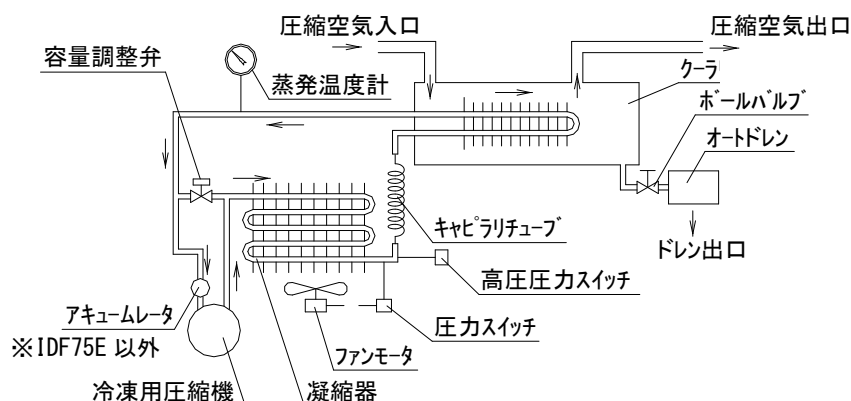 圧縮空気入口
圧縮空気出口
容量調整弁
蒸発温度計
クーラ
ボールバルブ
オートドレン
キャピラリチューブ
ドレン出口
高圧圧力スイッチ
アキュームレータ
圧力スイッチ
※IDF75E 以外
ファンモータ
冷凍用圧縮機
凝縮器